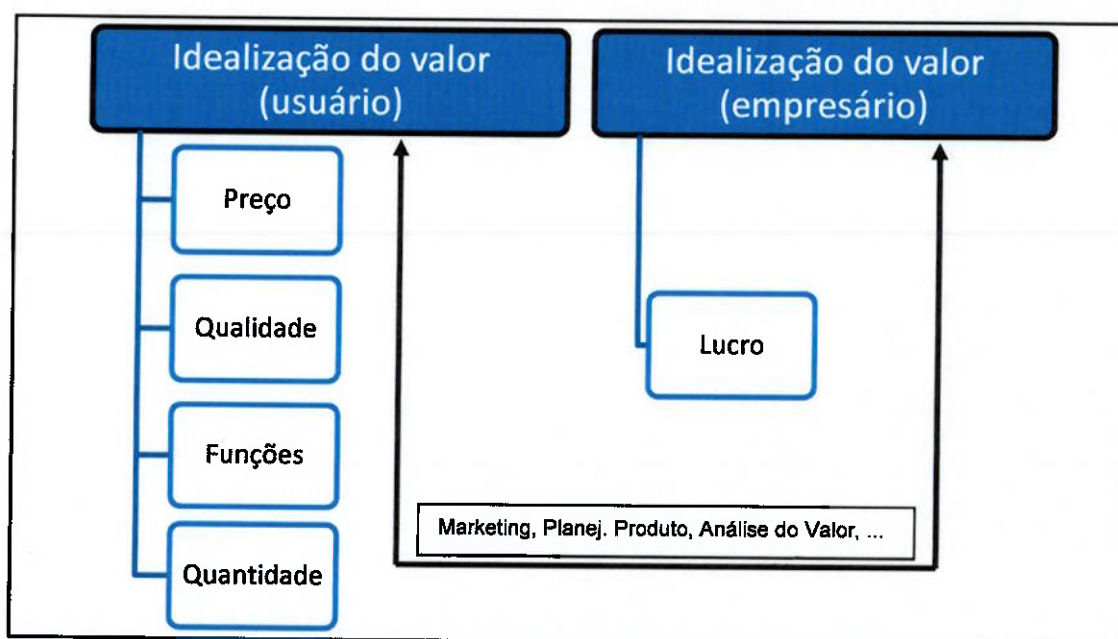 Idealização do valor
(usuário)
Idealização do valor
(empresário)
Preço
Qualidade
Funções
Quantidade
Lucro
Marketing, Planej. Produto, Análise do Valor, ...